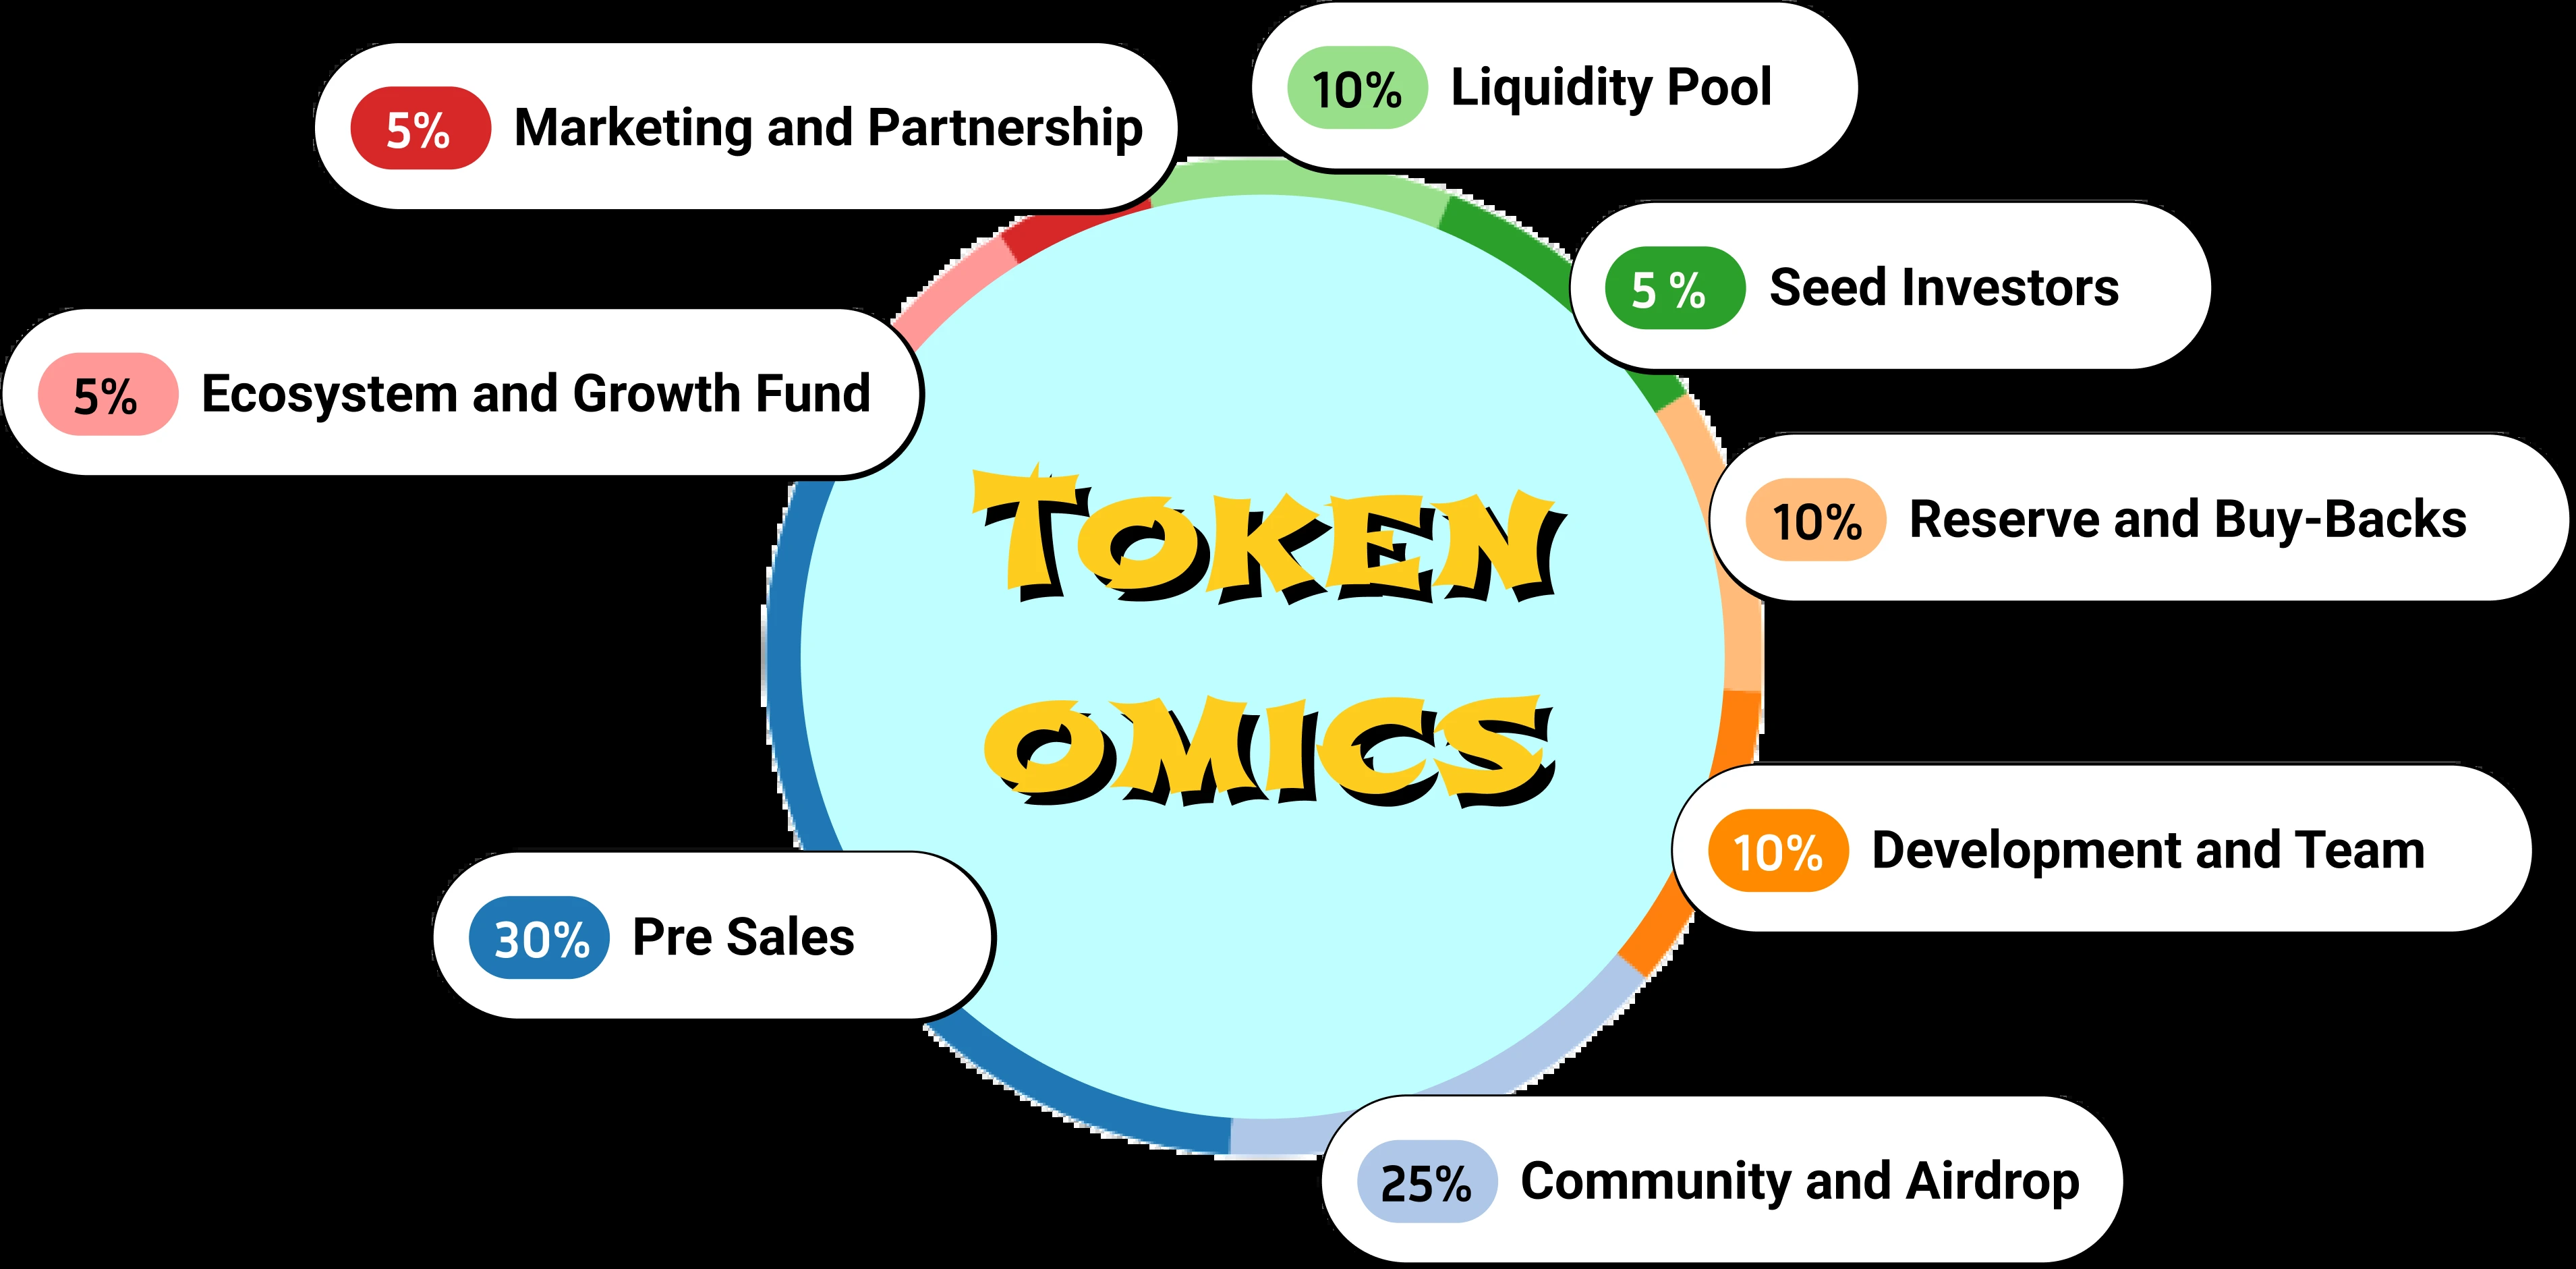 10% Liquidity Pool
5% Marketing and Partnership
5 % Seed Investors
5% Ecosystem and Growth Fund
10% Reserve and Buy-Backs
TOKEN
OMICS
10% Development and Team
30% Pre Sales
25% Community and Airdrop